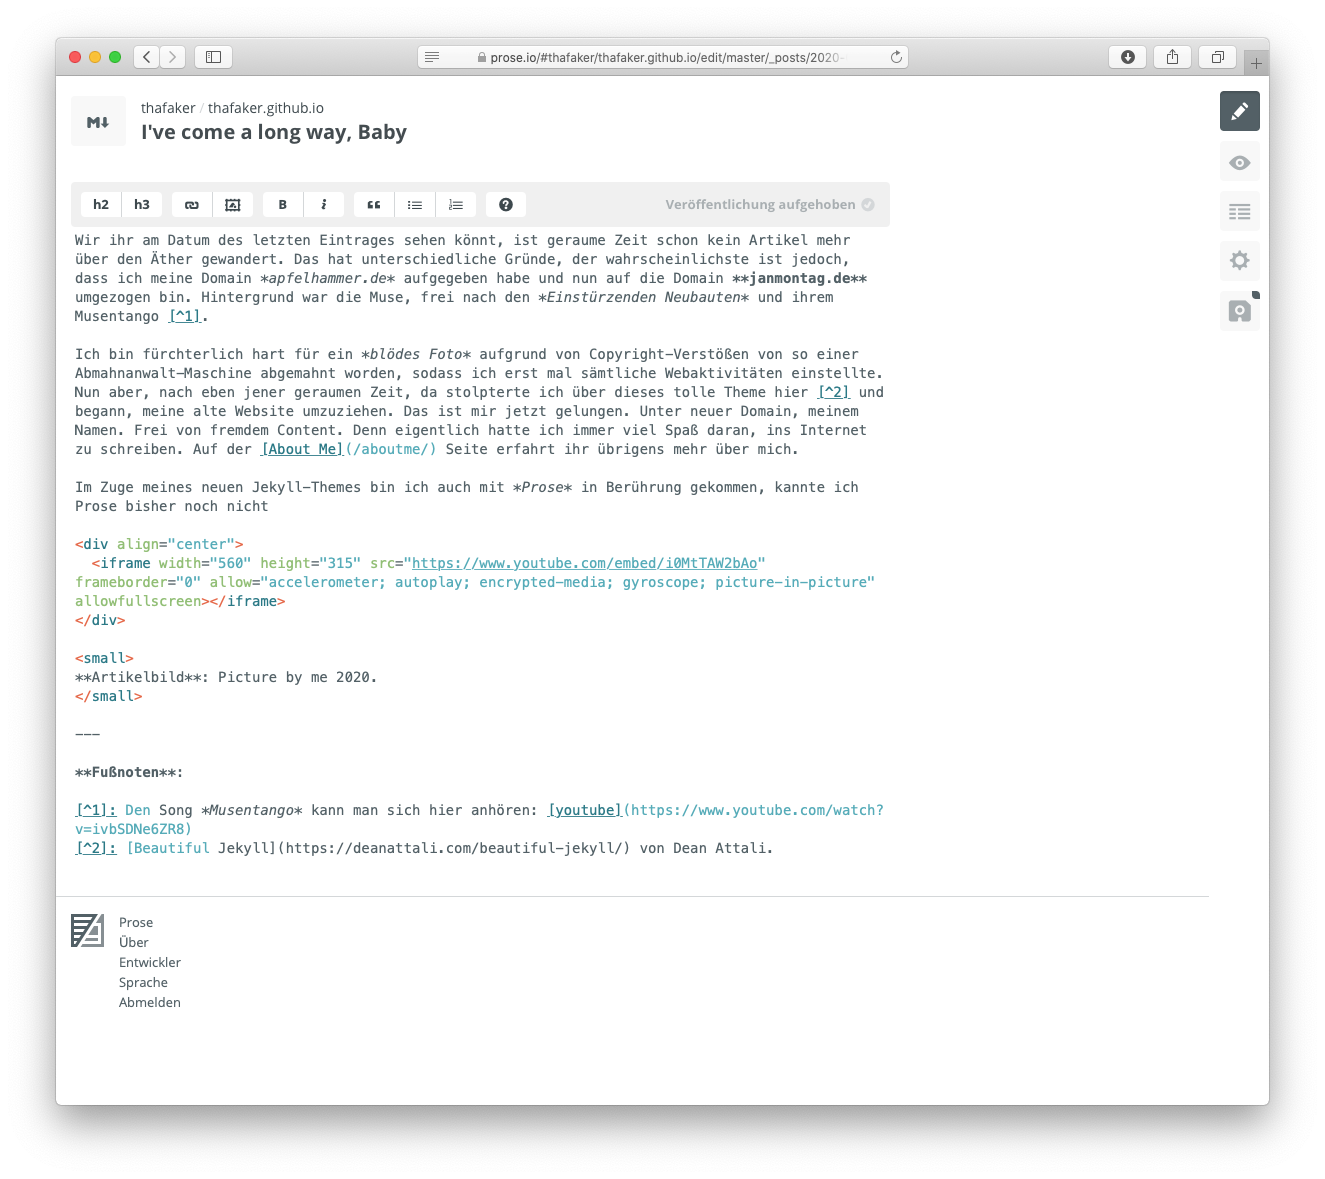 prose.io/#thafaker/thafaker.github.io/edit/master/_posts/2020-
M
thafaker / thafaker.github.io
I've come a long way, Baby
h2 h3 B i “ ? Veröffentlichung aufgehoben
Wir ihr am Datum des letzten Eintrages sehen könnt, ist geraume Zeit schon kein Artikel mehr
über den Äther gewandert. Das hat unterschiedliche Gründe, der wahrscheinlichste ist jedoch,
dass ich meine Domain *apfelhammer.de* aufgegeben habe und nun auf die Domain **janmontag.de**
umgezogen bin. Hintergrund war die Muse, frei nach den *Einstürzenden Neubauten* und ihrem
Musentango [^1].
Ich bin fürchterlich hart für ein *blödes Foto* aufgrund von Copyright-Verstößen von so einer
Abmahnanwalt-Maschine abgemahnt worden, sodass ich erst mal sämtliche Webaktivitäten einstellte.
Nun aber, nach eben jener geraumen Zeit, da stolpterte ich über dieses tolle Theme hier [^2] und
begann, meine alte Website umzuziehen. Das ist mir jetzt gelungen. Unter neuer Domain, meinem
Namen. Frei von fremdem Content. Denn eigentlich hatte ich immer viel Spaß daran, ins Internet
zu schreiben. Auf der [About Me](/aboutme/) Seite erfahrt ihr übrigens mehr über mich.
Im Zuge meines neuen Jekyll-Themes bin ich auch mit *Prose* in Berührung gekommen, kannte ich
Prose bisher noch nicht
<div align="center">
<iframe width="560" height="315" src="https://www.youtube.com/embed/i0MtTAW2bAo"
frameborder="0" allow="accelerometer; autoplay; encrypted-media; gyroscope; picture-in-picture"
allowfullscreen></iframe>
</div>
<small>
**Artikelbild**: Picture by me 2020.
</small>
---
**Fußnoten**:
[^1]: Den Song *Musentango* kann man sich hier anhören: [youtube](https://www.youtube.com/watch?
v=ivbSDNe6ZR8)
[^2]: [Beautiful Jekyll](https://deanattali.com/beautiful-jekyll/) von Dean Attali.
Prose
Über
Entwickler
Sprache
Abmelden